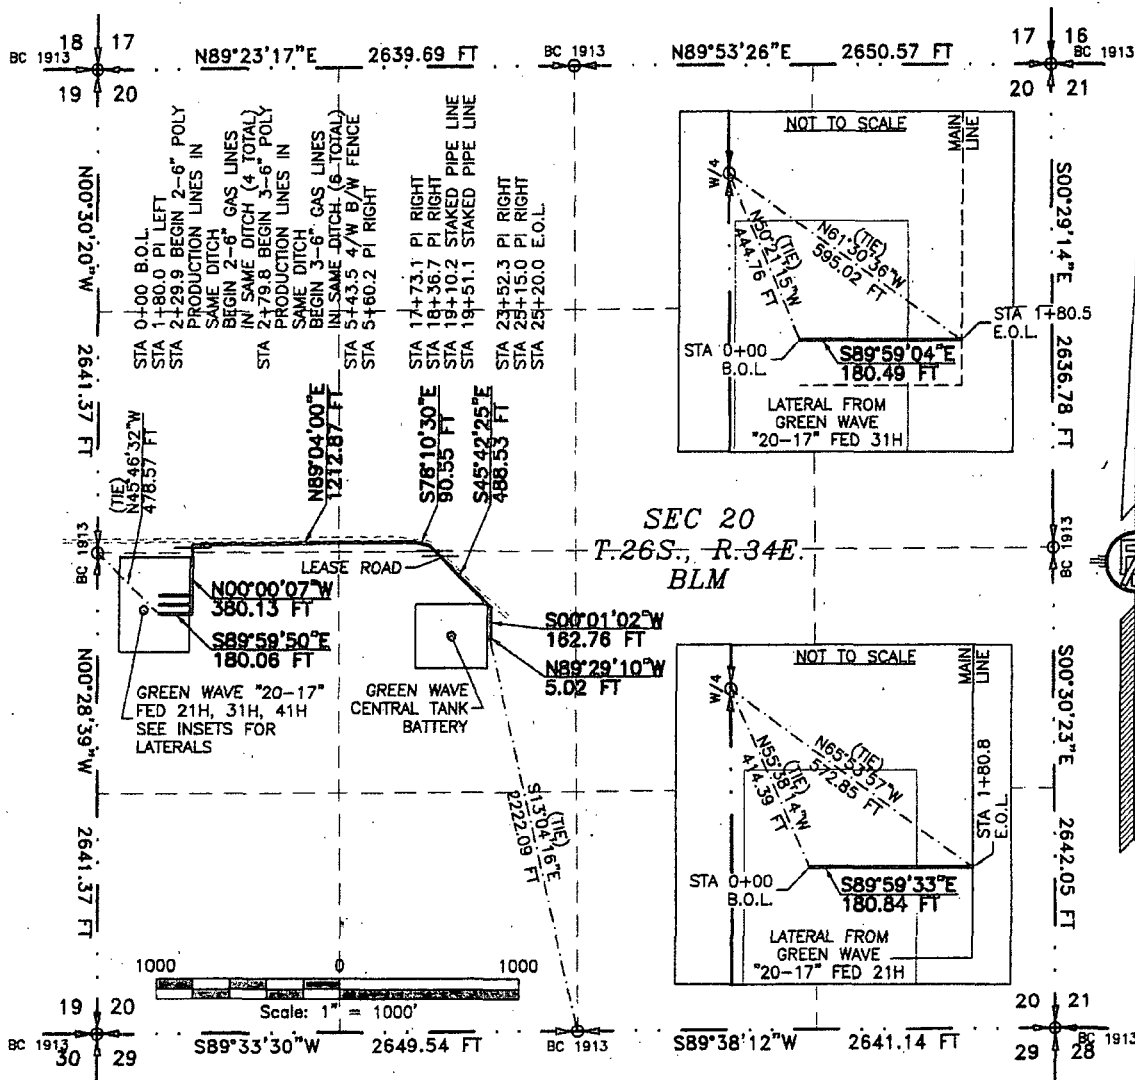 18 17
BC 1913
19 20
N89°23'17"E 2639.69 FT
BC 1913
N89°53'26"E 2650.57 FT
17 16
BC 1913
20 21
N00°30'20"W 2641.37 FT
STA 0+00 B.O.L.
STA 1+80.0 PI LEFT
STA 2+29.9 BEGIN 2-6" POLY
PRODUCTION LINES IN
SAME DITCH
BEGIN 2-6" GAS LINES
IN SAME DITCH (4 TOTAL)
STA 2+79.8 BEGIN 3-6" POLY
PRODUCTION LINES IN
SAME DITCH
BEGIN 3-6" GAS LINES
IN SAME DITCH (6 TOTAL)
STA 5+43.5 4/W B/W FENCE
STA 5+60.2 PI RIGHT
STA 17+73.1 PI RIGHT
STA 18+36.7 PI RIGHT
STA 19+10.2 STAKED PIPE LINE
STA 19+51.1 STAKED PIPE LINE
STA 23+52.3 PI RIGHT
STA 25+15.0 PI RIGHT
STA 25+20.0 E.O.L.
NOT TO SCALE
MAIN
LINE
W/4
(TIE)
N50°21'15"W
444.76 FT
(TIE)
N61°30'36"W
595.02 FT
STA 0+00
B.O.L.
STA 1+80.5
E.O.L.
S89°59'04"E
180.49 FT
LATERAL FROM
GREEN WAVE
"20-17" FED 31H
S00°29'14"E 2636.78 FT
(TIE)
N45°46'32"W
478.57 FT
N89°04'00"E
1212.87 FT
S78°10'30"E
90.55 FT
S45°42'25"E
488.53 FT
SEC 20
T.26S., R.34E.
BLM
BC 1913
BC 1913
LEASE ROAD
N00°00'07"W
380.13 FT
S89°59'50"E
180.06 FT
S00°01'02"W
162.76 FT
N89°29'10"W
5.02 FT
GREEN WAVE "20-17"
FED 21H, 31H, 41H
SEE INSETS FOR
LATERALS
GREEN WAVE
CENTRAL TANK
BATTERY
N00°28'39"W 2641.37 FT
(TIE)
S13°04'16"E
2222.09 FT
NOT TO SCALE
MAIN
LINE
W/4
(TIE)
N55°38'14"W
414.39 FT
(TIE)
N65°53'57"W
572.85 FT
STA 0+00
B.O.L.
STA 1+80.8
E.O.L.
S89°59'33"E
180.84 FT
LATERAL FROM
GREEN WAVE
"20-17" FED 21H
S00°30'23"E 2642.05 FT
1000 0 1000
Scale: 1" = 1000'
19 20
BC 1913
30 29
S89°33'30"W 2649.54 FT
BC 1913
S89°38'12"W 2641.14 FT
20 21
BC 1913
29 28